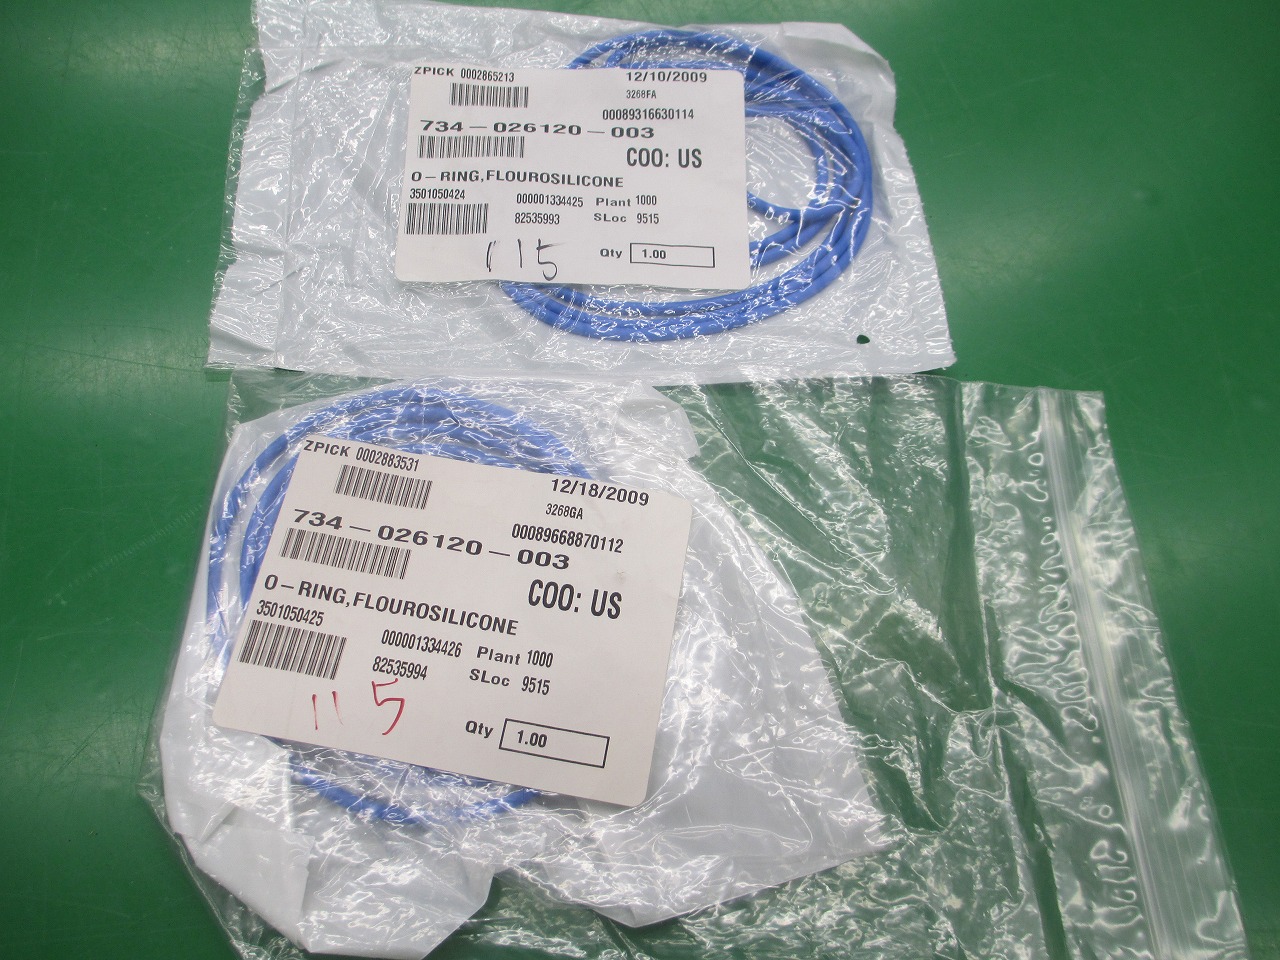 ZPICK 0002865213
12/10/2009
3268FA
00089316630114
734-026120-003
COO: US
O-RING,FLOUROSILICONE
3501050424
000001334425 Plant 1000
82535993 SLoc 9515
115
Qty 1.00
ZPICK 0002883531
12/18/2009
3268GA
00089668870112
734-026120-003
COO: US
O-RING,FLOUROSILICONE
3501050425
000001334426 Plant 1000
82535994 SLoc 9515
115
Qty 1.00